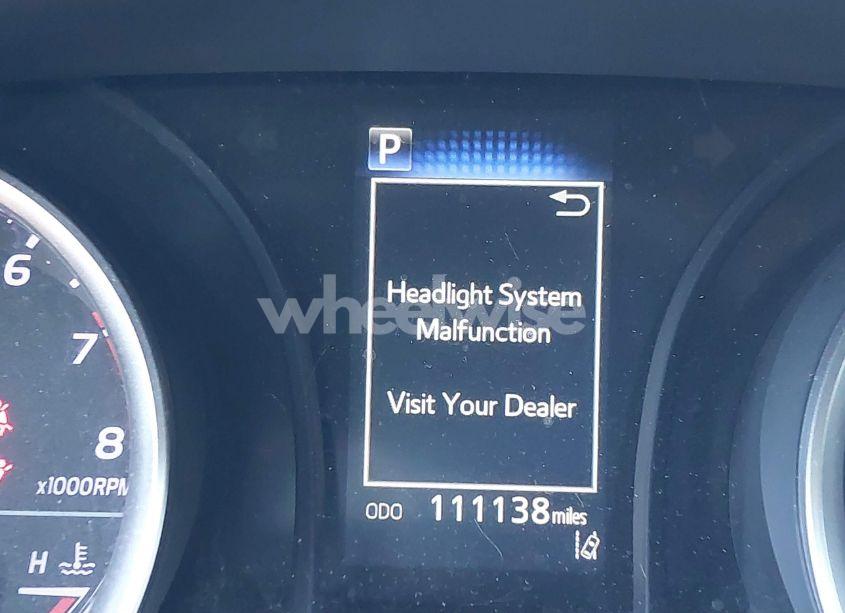 P
6
7
8
x1000RPM
H
Headlight System
Malfunction
Visit Your Dealer
ODO 111138 miles
wheelwise